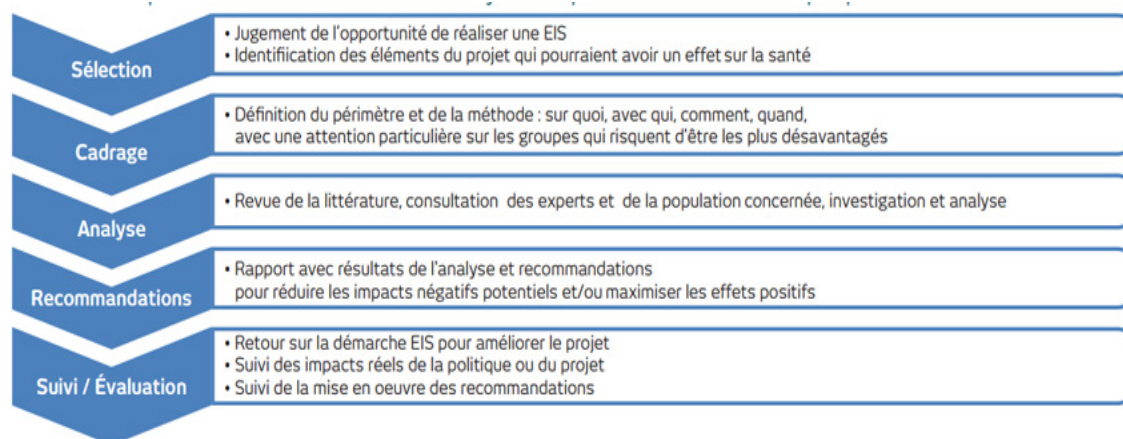 Sélection
• Jugement de l'opportunité de réaliser une EIS
• Identifiication des éléments du projet qui pourraient avoir un effet sur la santé
Cadrage
• Définition du périmètre et de la méthode : sur quoi, avec qui, comment, quand,
avec une attention particulière sur les groupes qui risquent d'être les plus désavantagés
Analyse
• Revue de la littérature, consultation des experts et de la population concernée, investigation et analyse
Recommandations
• Rapport avec résultats de l'analyse et recommandations
pour réduire les impacts négatifs potentiels et/ou maximiser les effets positifs
Suivi / Évaluation
• Retour sur la démarche EIS pour améliorer le projet
• Suivi des impacts réels de la politique ou du projet
• Suivi de la mise en oeuvre des recommandations